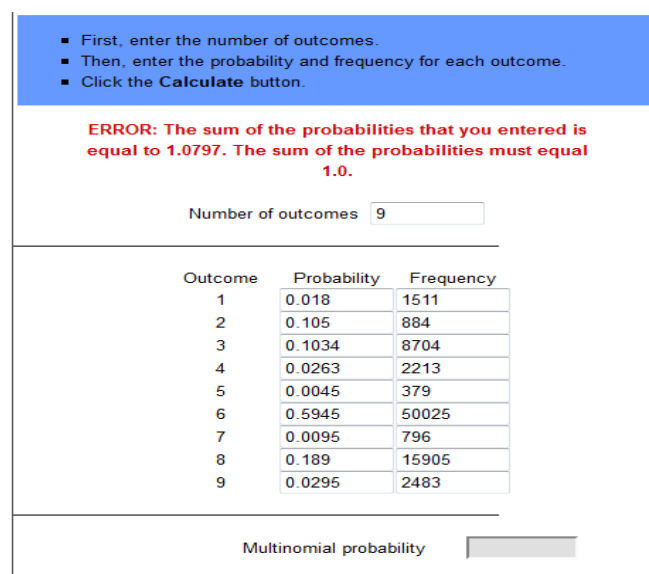 First, enter the number of outcomes.
Then, enter the probability and frequency for each outcome.
Click the Calculate button.
ERROR: The sum of the probabilities that you entered is
equal to 1.0797. The sum of the probabilities must equal
1.0.
Number of outcomes 9
Outcome Probability Frequency
1 0.018 1511
2 0.105 884
3 0.1034 8704
4 0.0263 2213
5 0.0045 379
6 0.5945 50025
7 0.0095 796
8 0.189 15905
9 0.0295 2483
Multinomial probability